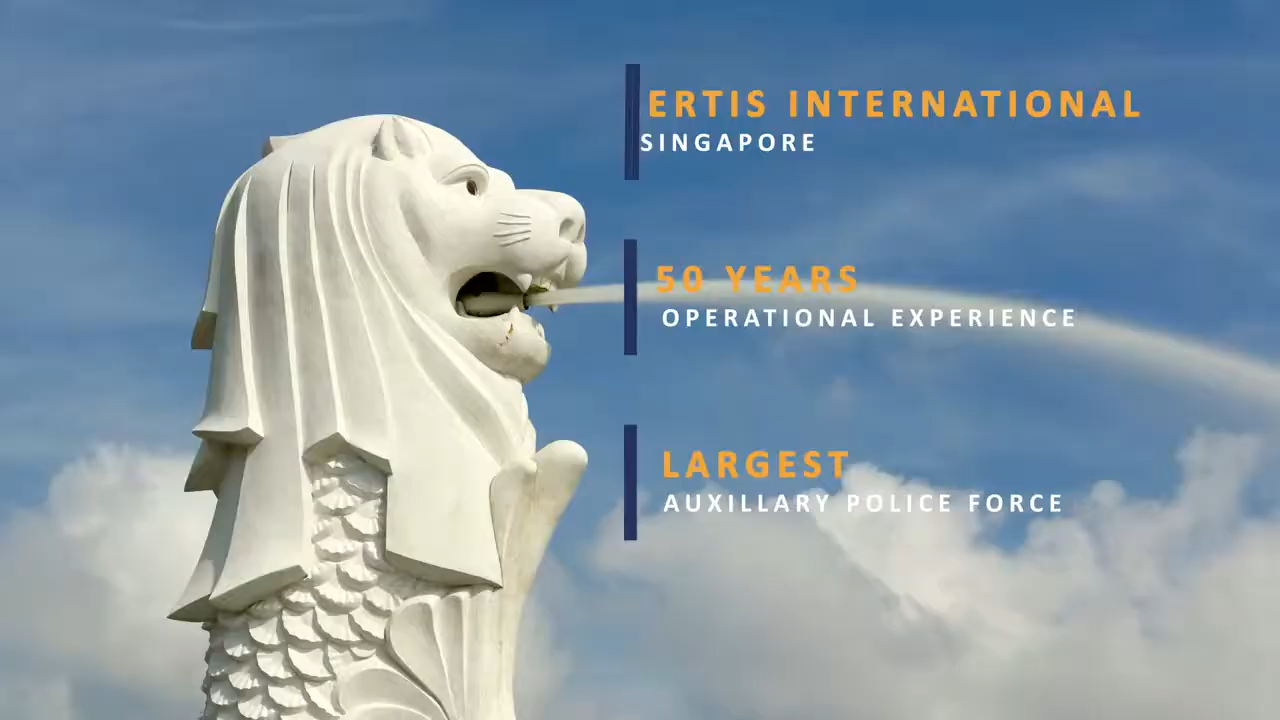 ERTIS INTERNATIONAL
SINGAPORE
50 YEARS
OPERATIONAL EXPERIENCE
LARGEST
AUXILLARY POLICE FORCE